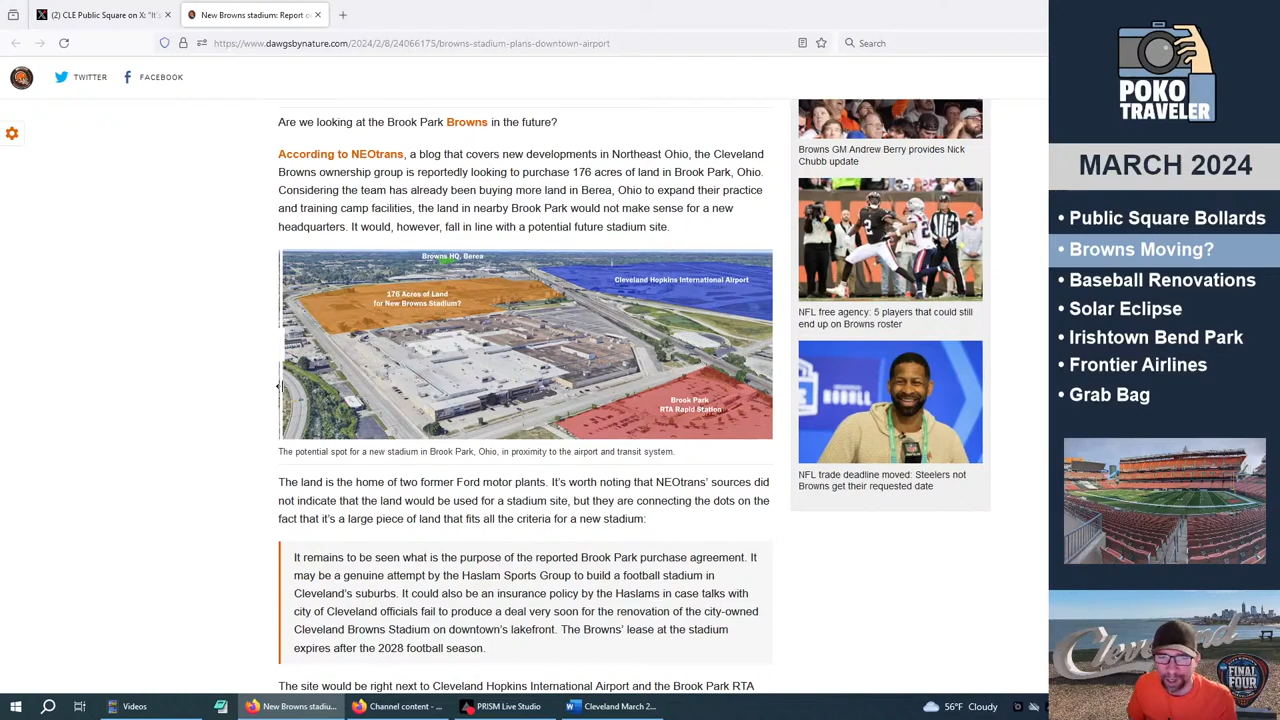 (2) CLE Public Square on X: "It's
New Browns stadium: Report o
https://www.dawgsbynature.com/2024/2/8/24066175/browns-stadium-plans-downtown-airport
Search
TWITTER
FACEBOOK
Are we looking at the Brook Park Browns in the future?
According to NEOtrans, a blog that covers new developments in Northeast Ohio, the Cleveland
Browns ownership group is reportedly looking to purchase 176 acres of land in Brook Park, Ohio.
Considering the team has already been buying more land in Berea, Ohio to expand their practice
and training camp facilities, the land in nearby Brook Park would not make sense for a new
headquarters. It would, however, fall in line with a potential future stadium site.
Browns HQ, Berea
Cleveland Hopkins International Airport
176 Acres of Land
for New Browns Stadium?
Brook Park
RTA Rapid Station
The potential spot for a new stadium in Brook Park, Ohio, in proximity to the airport and transit system.
The land is the home of two former Ford motor plants. It's worth noting that NEOtrans' sources did
not indicate that the land would be used for a stadium site, but they are connecting the dots on the
fact that it's a large piece of land that fits all the criteria for a new stadium:
It remains to be seen what is the purpose of the reported Brook Park purchase agreement. It
may be a genuine attempt by the Haslam Sports Group to build a football stadium in
Cleveland's suburbs. It could also be an insurance policy by the Haslams in case talks with
city of Cleveland officials fail to produce a deal very soon for the renovation of the city-owned
Cleveland Browns Stadium on downtown's lakefront. The Browns' lease at the stadium
expires after the 2028 football season.
The site would be right next to Cleveland Hopkins International Airport and the Brook Park RTA
Browns GM Andrew Berry provides Nick
Chubb update
NFL free agency: 5 players that could still
end up on Browns roster
NFL trade deadline moved: Steelers not
Browns get their requested date
POKO
TRAVELER
MARCH 2024
• Public Square Bollards
• Browns Moving?
• Baseball Renovations
• Solar Eclipse
• Irishtown Bend Park
• Frontier Airlines
• Grab Bag
Cleveland
FINAL
FOUR
Videos
New Browns stadiu...
Channel content - ...
PRISM Live Studio
Cleveland March 2...
56°F Cloudy